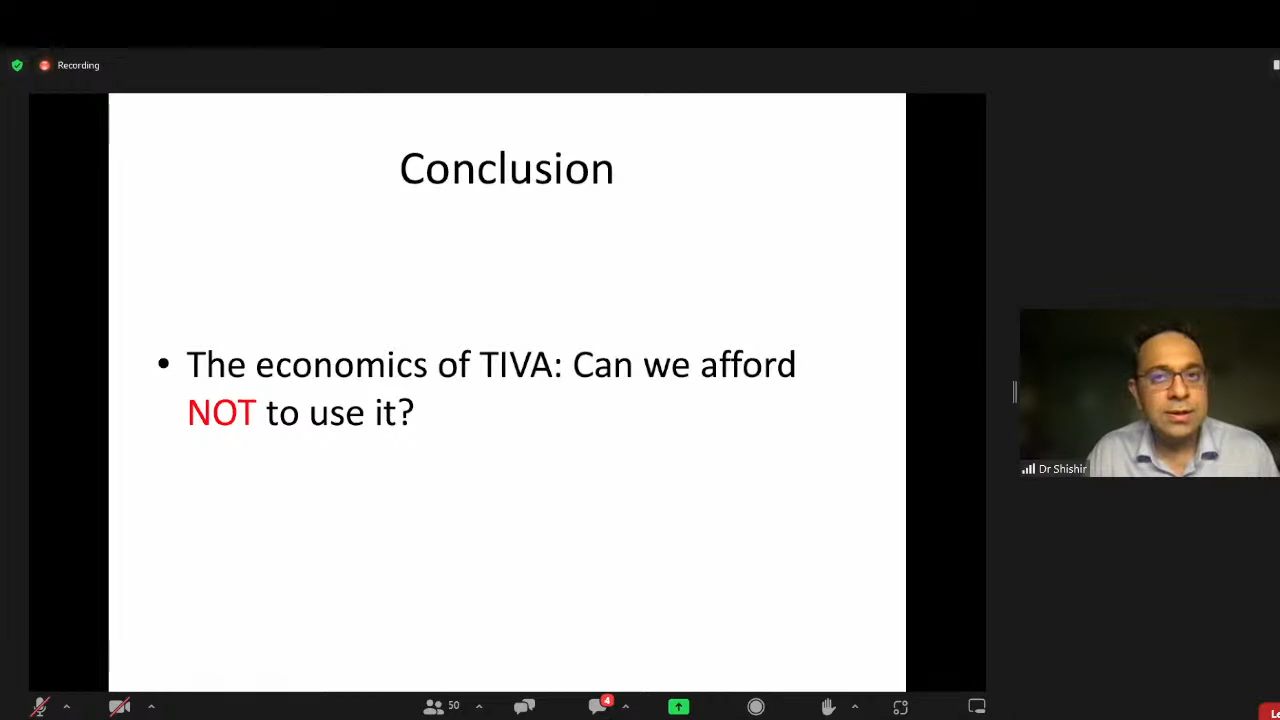 Recording
Conclusion
• The economics of TIVA: Can we afford
NOT to use it?
Dr Shishir
50
4